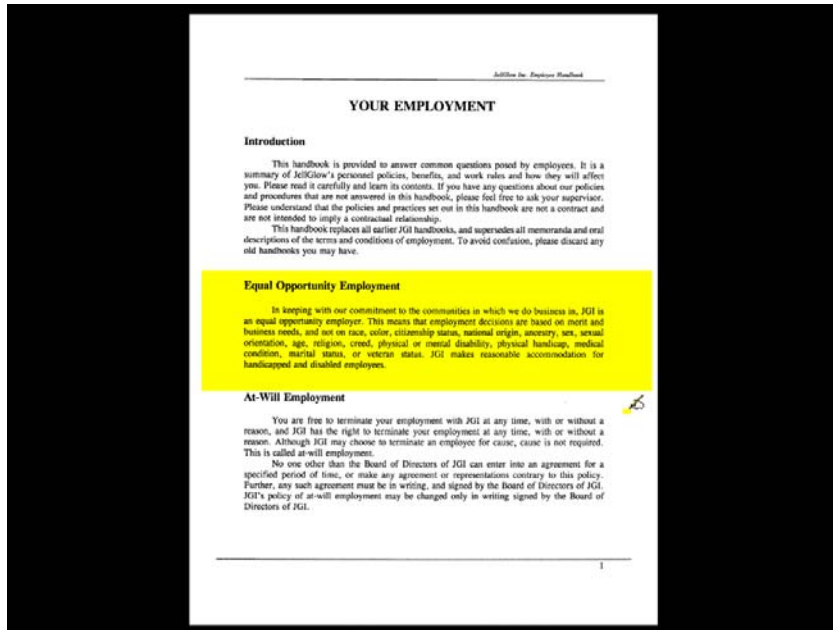 JellGlow Inc. Employee Handbook
YOUR EMPLOYMENT
Introduction
This handbook is provided to answer common questions posed by employees. It is a
summary of JellGlow's personnel policies, benefits, and work rules and how they will affect
you. Please read it carefully and learn its contents. If you have any questions about our policies
and procedures that are not answered in this handbook, please feel free to ask your supervisor.
Please understand that the policies and practices set out in this handbook are not a contract and
are not intended to imply a contractual relationship.
This handbook replaces all earlier JGI handbooks, and supersedes all memoranda and oral
descriptions of the terms and conditions of employment. To avoid confusion, please discard any
old handbooks you may have.
Equal Opportunity Employment
In keeping with our commitment to the communities in which we do business in, JGI is
an equal opportunity employer. This means that employment decisions are based on merit and
business needs, and not on race, color, citizenship status, national origin, ancestry, sex, sexual
orientation, age, religion, creed, physical or mental disability, physical handicap, medical
condition, marital status, or veteran status. JGI makes reasonable accommodation for
handicapped and disabled employees.
At-Will Employment
You are free to terminate your employment with JGI at any time, with or without a
reason, and JGI has the right to terminate your employment at any time, with or without a
reason. Although JGI may choose to terminate an employee for cause, cause is not required.
This is called at-will employment.
No one other than the Board of Directors of JGI can enter into an agreement for a
specified period of time, or make any agreement or representations contrary to this policy.
Further, any such agreement must be in writing, and signed by the Board of Directors of JGI.
JGI's policy of at-will employment may be changed only in writing signed by the Board of
Directors of JGI.
1